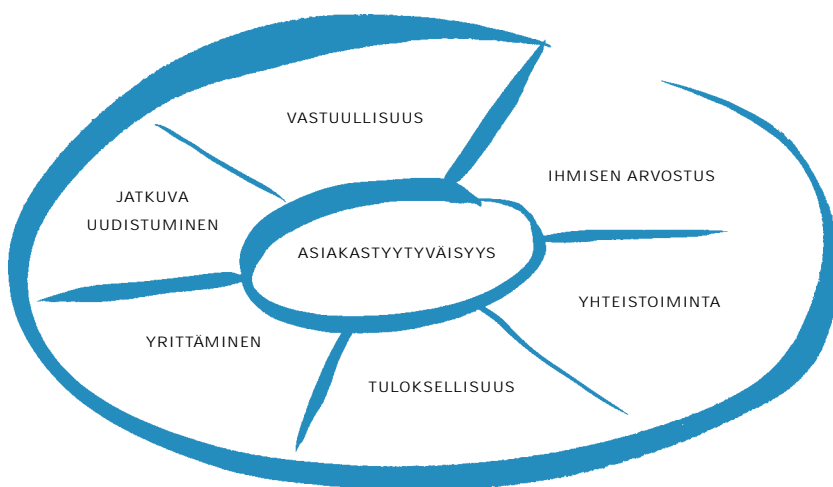 VASTUULLISUUS
IHMISEN ARVOSTUS
JATKUVA
UUDISTUMINEN
ASIAKASTYYTYVÄISYYS
YHTEISTOIMINTA
YRITTÄMINEN
TULOKSELLISUUS